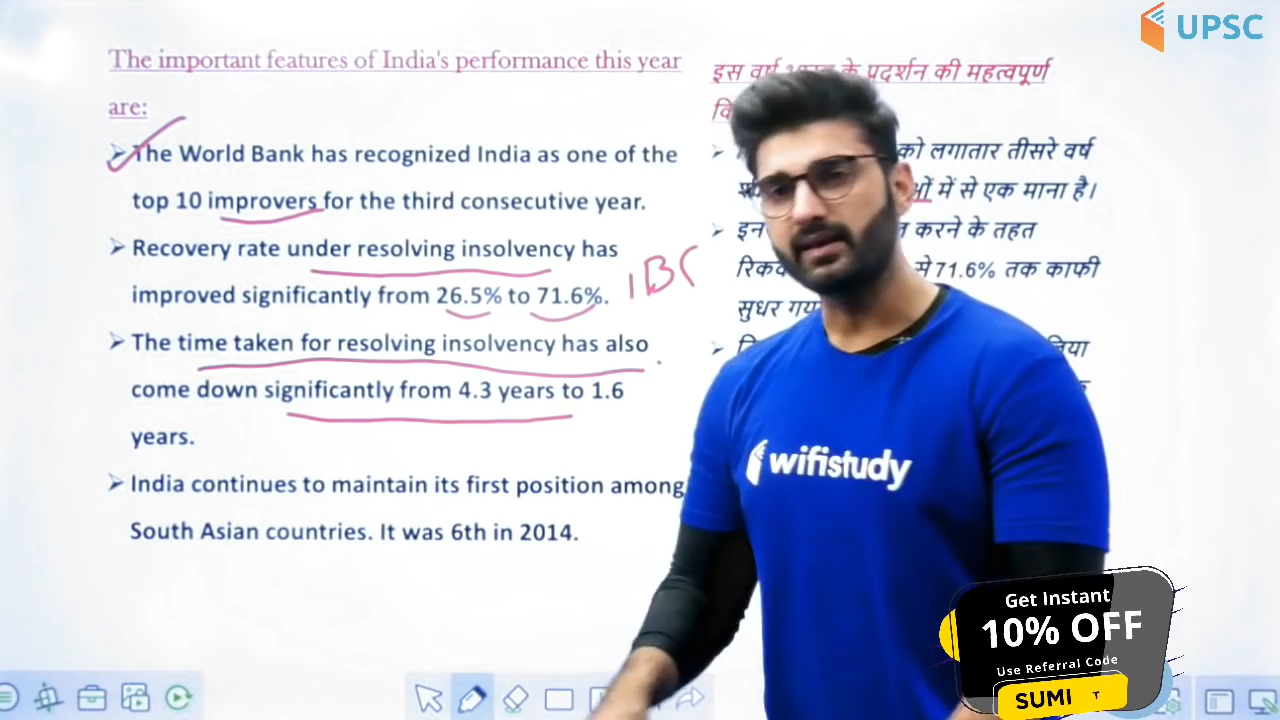 UPSC
The important features of India's performance this year
are:
➢ The World Bank has recognized India as one of the
top 10 improvers for the third consecutive year.
➢ Recovery rate under resolving insolvency has
improved significantly from 26.5% to 71.6%.
IBC
➢ The time taken for resolving insolvency has also
come down significantly from 4.3 years to 1.6
years.
➢ India continues to maintain its first position among
South Asian countries. It was 6th in 2014.
इस वर्ष के प्रदर्शन की महत्वपूर्ण
को लगातार तीसरे वर्ष
में से एक माना है।
करने के तहत
से 71.6% तक काफी
सुधर
wifistudy
Get Instant
10% OFF
Use Referral Code
SUMI T